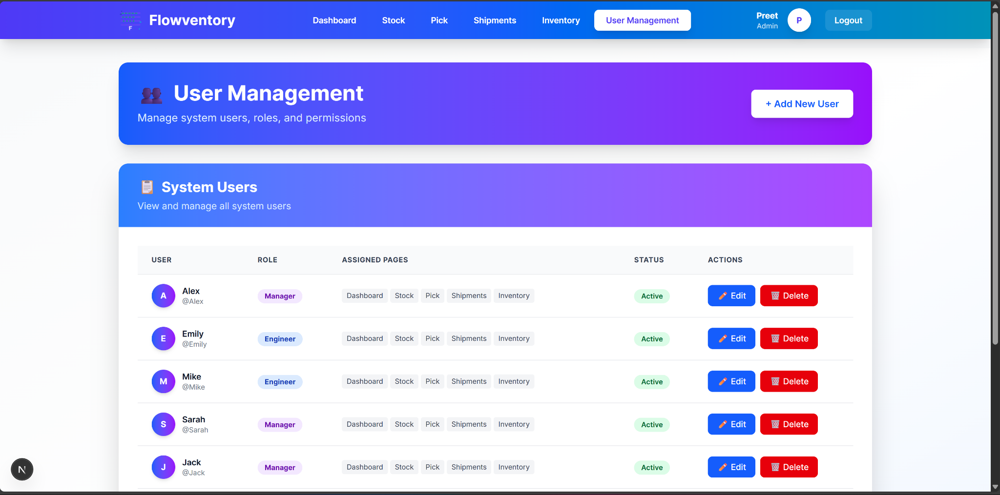 F
Flowventory
Dashboard Stock Pick Shipments Inventory User Management
Preet
Admin
P
Logout
User Management
Manage system users, roles, and permissions
+ Add New User
System Users
View and manage all system users
USER ROLE ASSIGNED PAGES STATUS ACTIONS
A
Alex
@Alex
Manager Dashboard Stock Pick Shipments Inventory Active Edit Delete
E
Emily
@Emily
Engineer Dashboard Stock Pick Shipments Inventory Active Edit Delete
M
Mike
@Mike
Engineer Dashboard Stock Pick Shipments Inventory Active Edit Delete
S
Sarah
@Sarah
Manager Dashboard Stock Pick Shipments Inventory Active Edit Delete
J
Jack
@Jack
Manager Dashboard Stock Pick Shipments Inventory Active Edit Delete
N